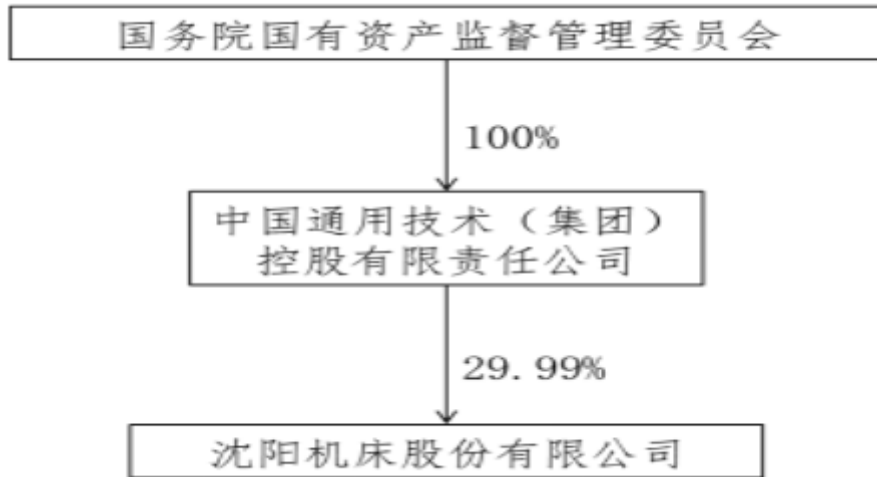 国务院国有资产监督管理委员会
100%
中国通用技术（集团）
控股有限责任公司
29.99%
沈阳机床股份有限公司